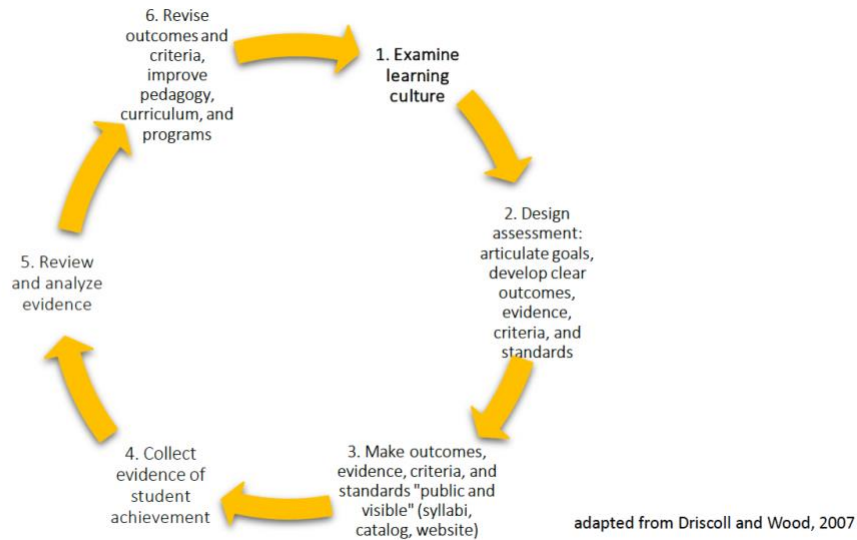 6. Revise
outcomes and
criteria,
improve
pedagogy,
curriculum, and
programs
1. Examine
learning
culture
2. Design
assessment:
articulate goals,
develop clear
outcomes,
evidence,
criteria, and
standards
3. Make outcomes,
evidence, criteria, and
standards "public and
visible" (syllabi,
catalog, website)
4. Collect
evidence of
student
achievement
5. Review
and analyze
evidence
adapted from Driscoll and Wood, 2007